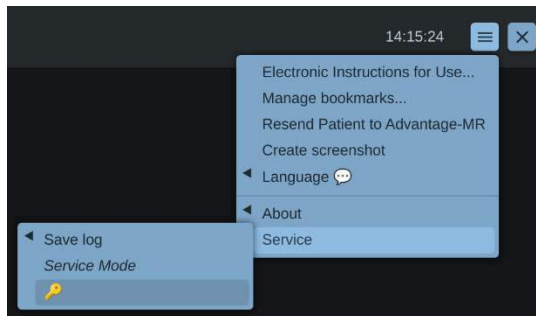 14:15:24
Electronic Instructions for Use...
Manage bookmarks...
Resend Patient to Advantage-MR
Create screenshot
Language
About
Service
Save log
Service Mode